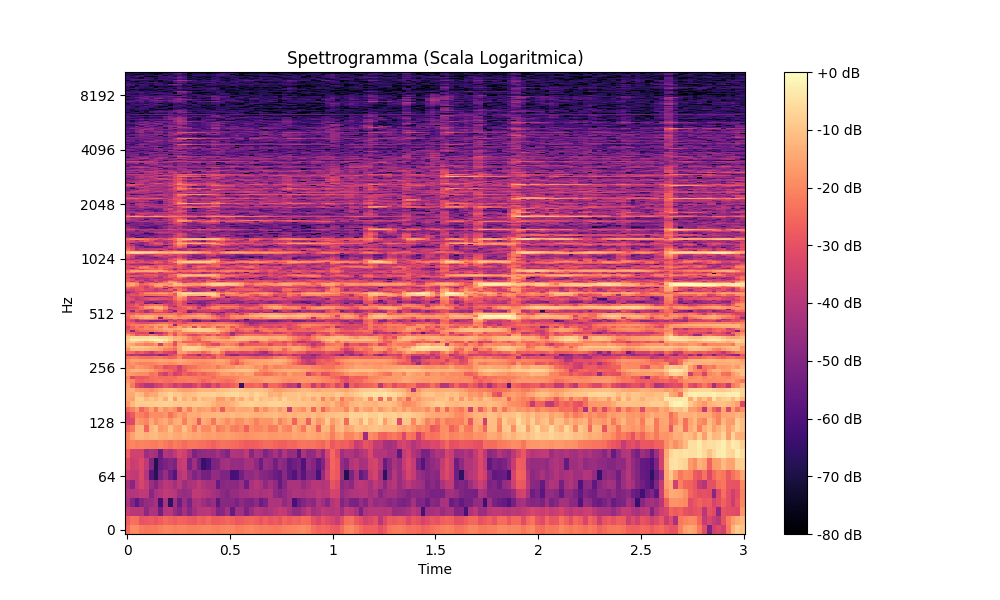 Spettrogramma (Scala Logaritmica)
Hz
8192
4096
2048
1024
512
256
128
64
0
0
0.5
1
1.5
2
2.5
3
Time
+0 dB
-10 dB
-20 dB
-30 dB
-40 dB
-50 dB
-60 dB
-70 dB
-80 dB